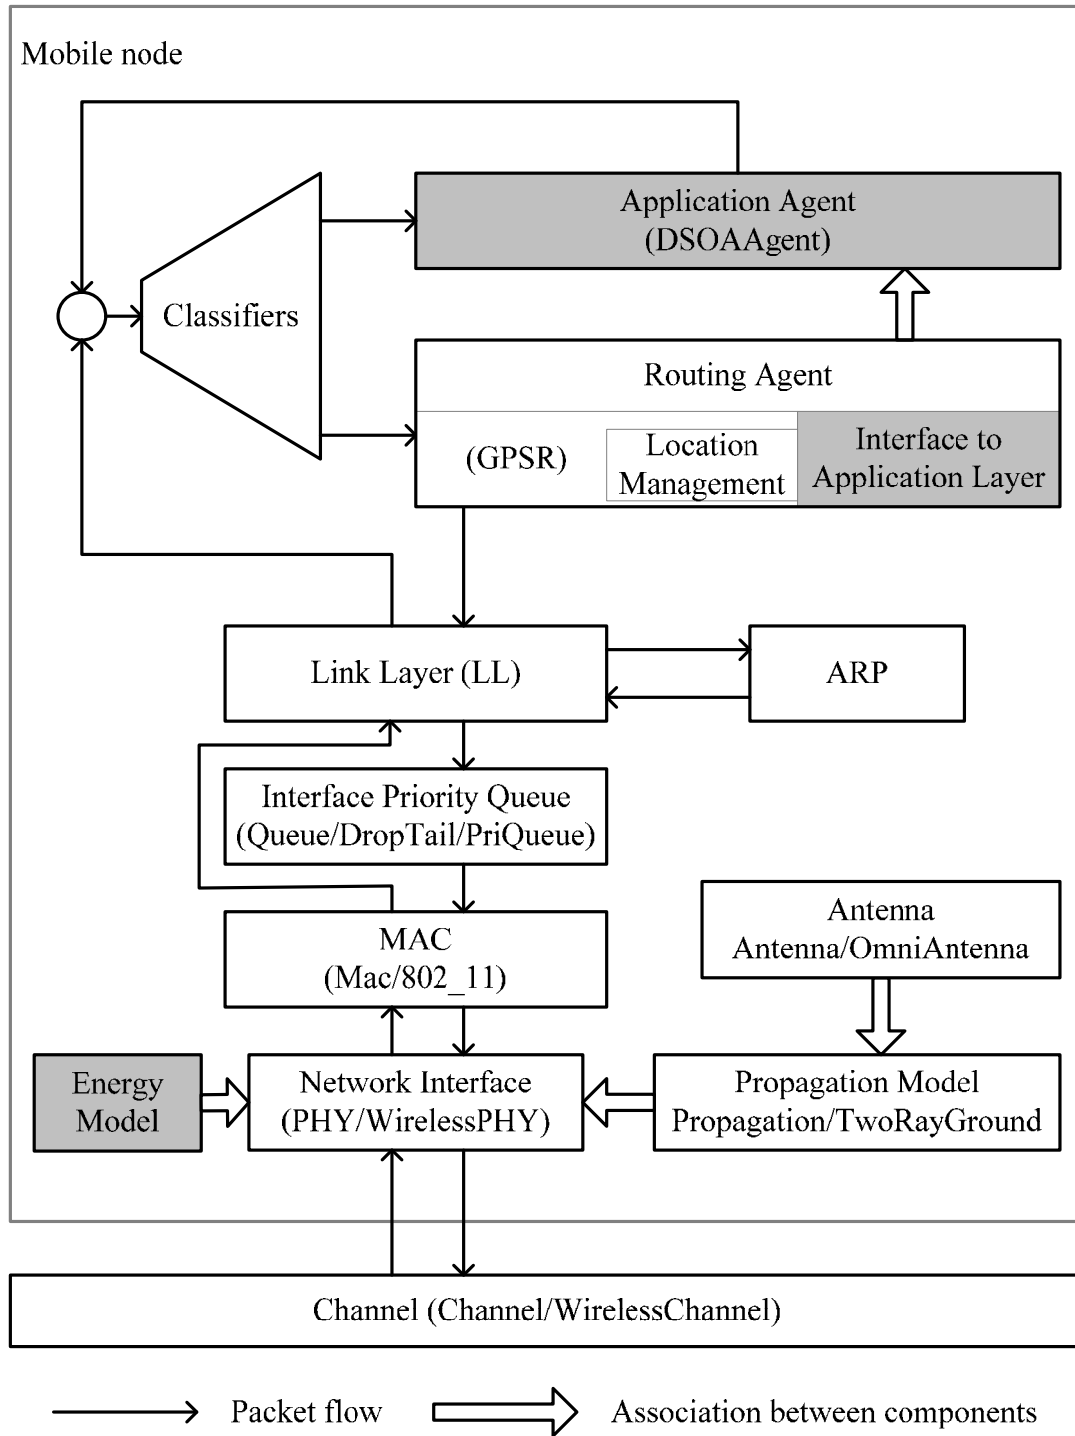 Mobile node
Application Agent
(DSOAAgent)
Classifiers
Routing Agent
(GPSR)
Location
Management
Interface to
Application Layer
Link Layer (LL)
ARP
Interface Priority Queue
(Queue/DropTail/PriQueue)
MAC
(Mac/802_11)
Antenna
Antenna/OmniAntenna
Energy
Model
Network Interface
(PHY/WirelessPHY)
Propagation Model
Propagation/TwoRayGround
Channel (Channel/WirelessChannel)
Packet flow
Association between components